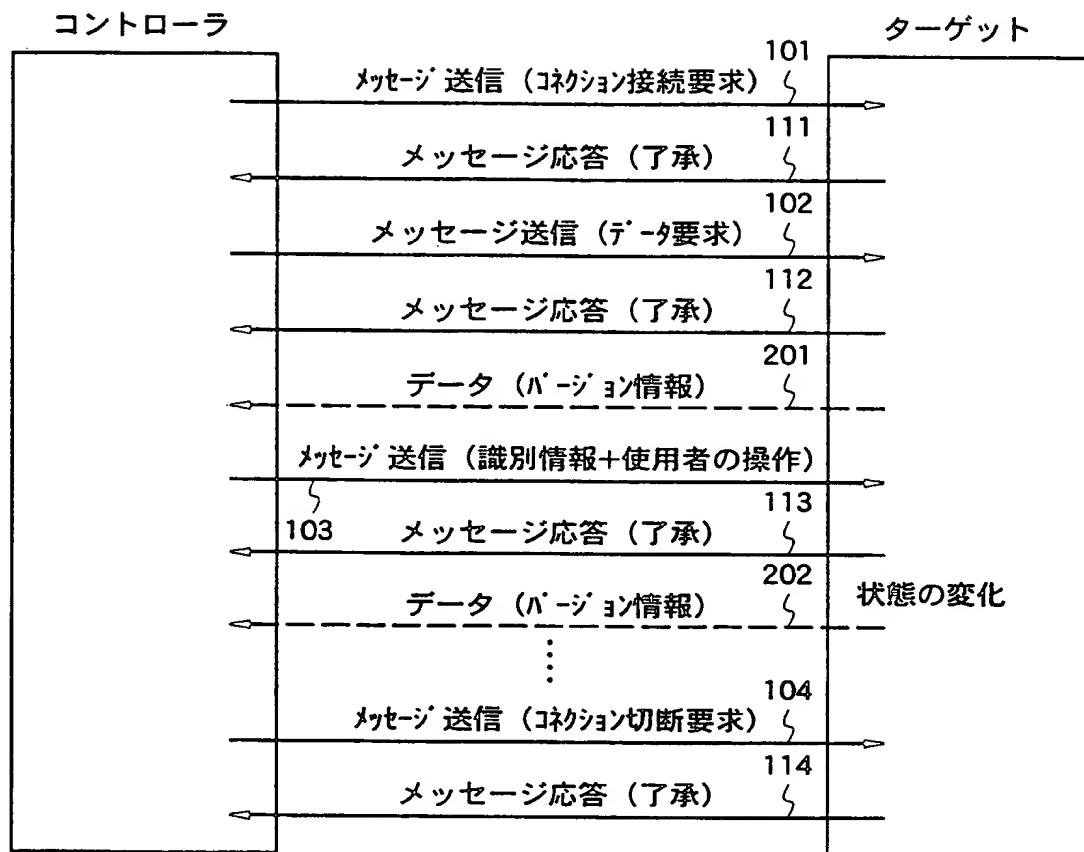 コントローラ
ターゲット
101
ﾒｯｾｰｼﾞ送信（ｺﾈｸｼｮﾝ接続要求）
111
メッセージ応答（了承）
102
メッセージ送信（ﾃﾞｰﾀ要求）
112
メッセージ応答（了承）
201
データ（ﾊﾞｰｼﾞｮﾝ情報）
ﾒｯｾｰｼﾞ送信（識別情報+使用者の操作）
103
113
メッセージ応答（了承）
202
データ（ﾊﾞｰｼﾞｮﾝ情報）
状態の変化
104
ﾒｯｾｰｼﾞ送信（ｺﾈｸｼｮﾝ切断要求）
114
メッセージ応答（了承）